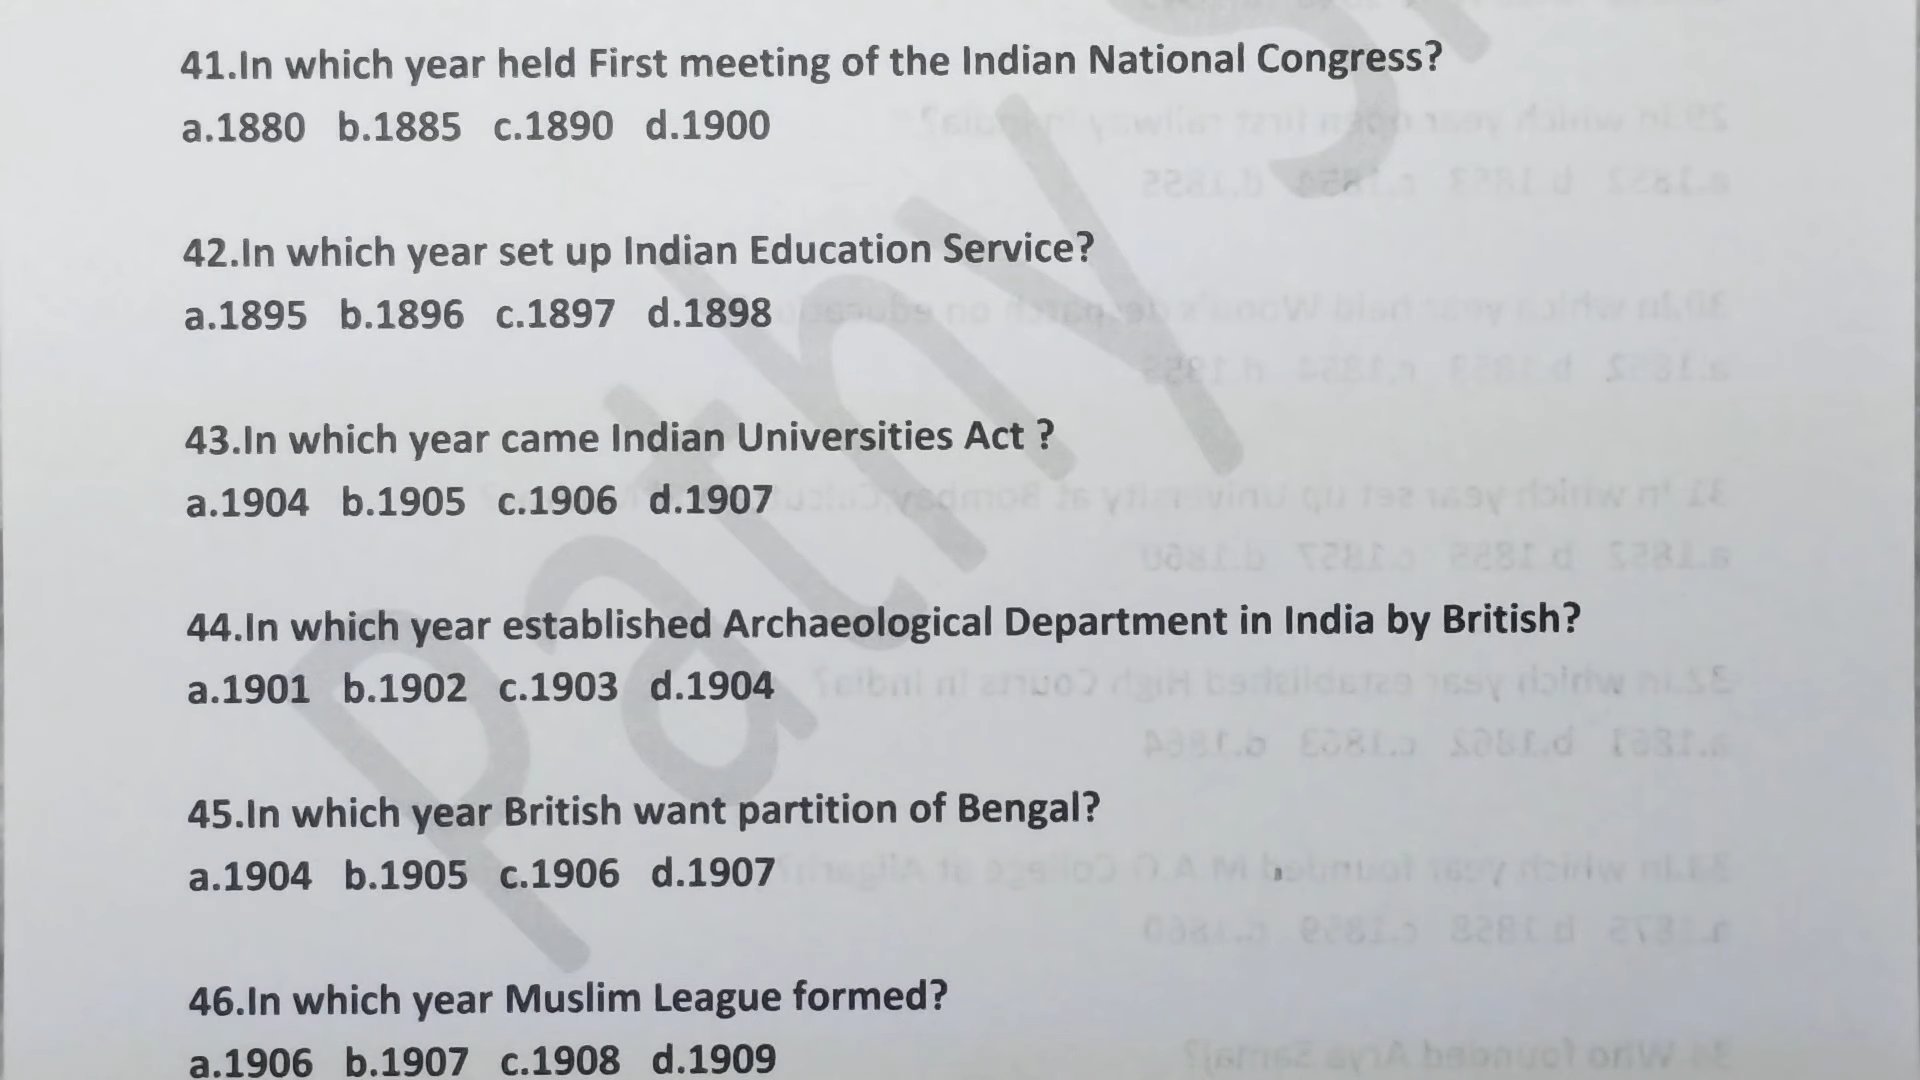 41.In which year held First meeting of the Indian National Congress?
a.1880 b.1885 c.1890 d.1900
42.In which year set up Indian Education Service?
a.1895 b.1896 c.1897 d.1898
43.In which year came Indian Universities Act ?
a.1904 b.1905 c.1906 d.1907
44.In which year established Archaeological Department in India by British?
a.1901 b.1902 c.1903 d.1904
45.In which year British want partition of Bengal?
a.1904 b.1905 c.1906 d.1907
46.In which year Muslim League formed?
a.1906 b.1907 c.1908 d.1909
Pathy